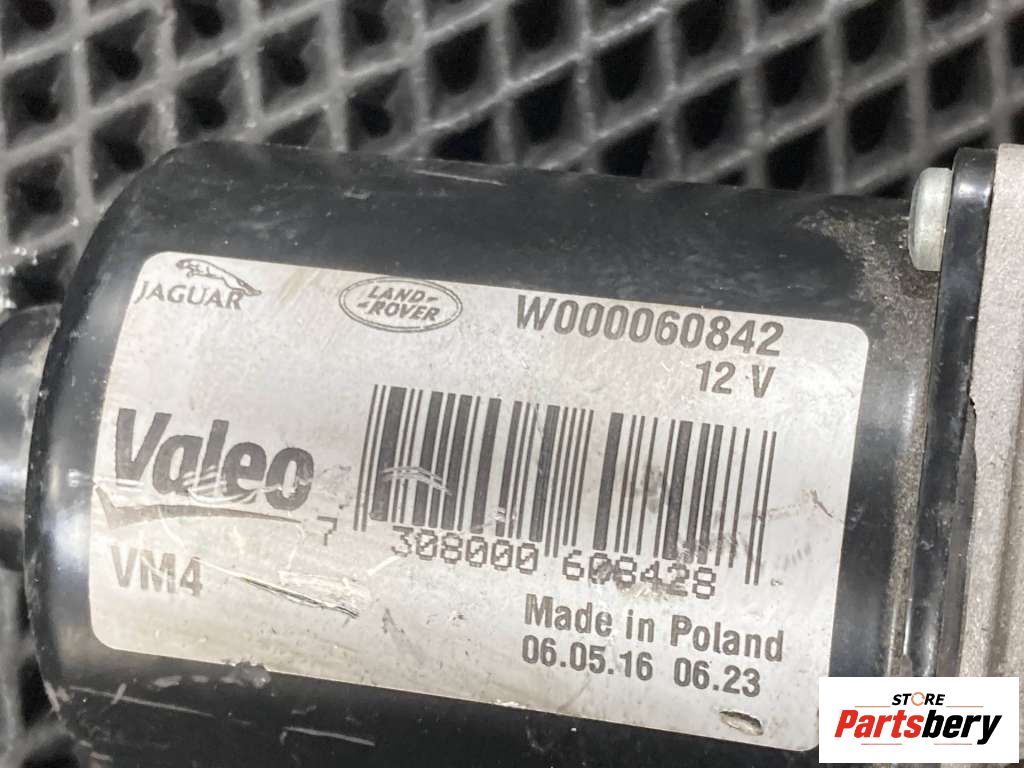 JAGUAR
LAND-
ROVER
W000060842
12 V
Valeo
7 308000 608428
VM4
Made in Poland
06.05.16 06.23
STORE
Partsbery